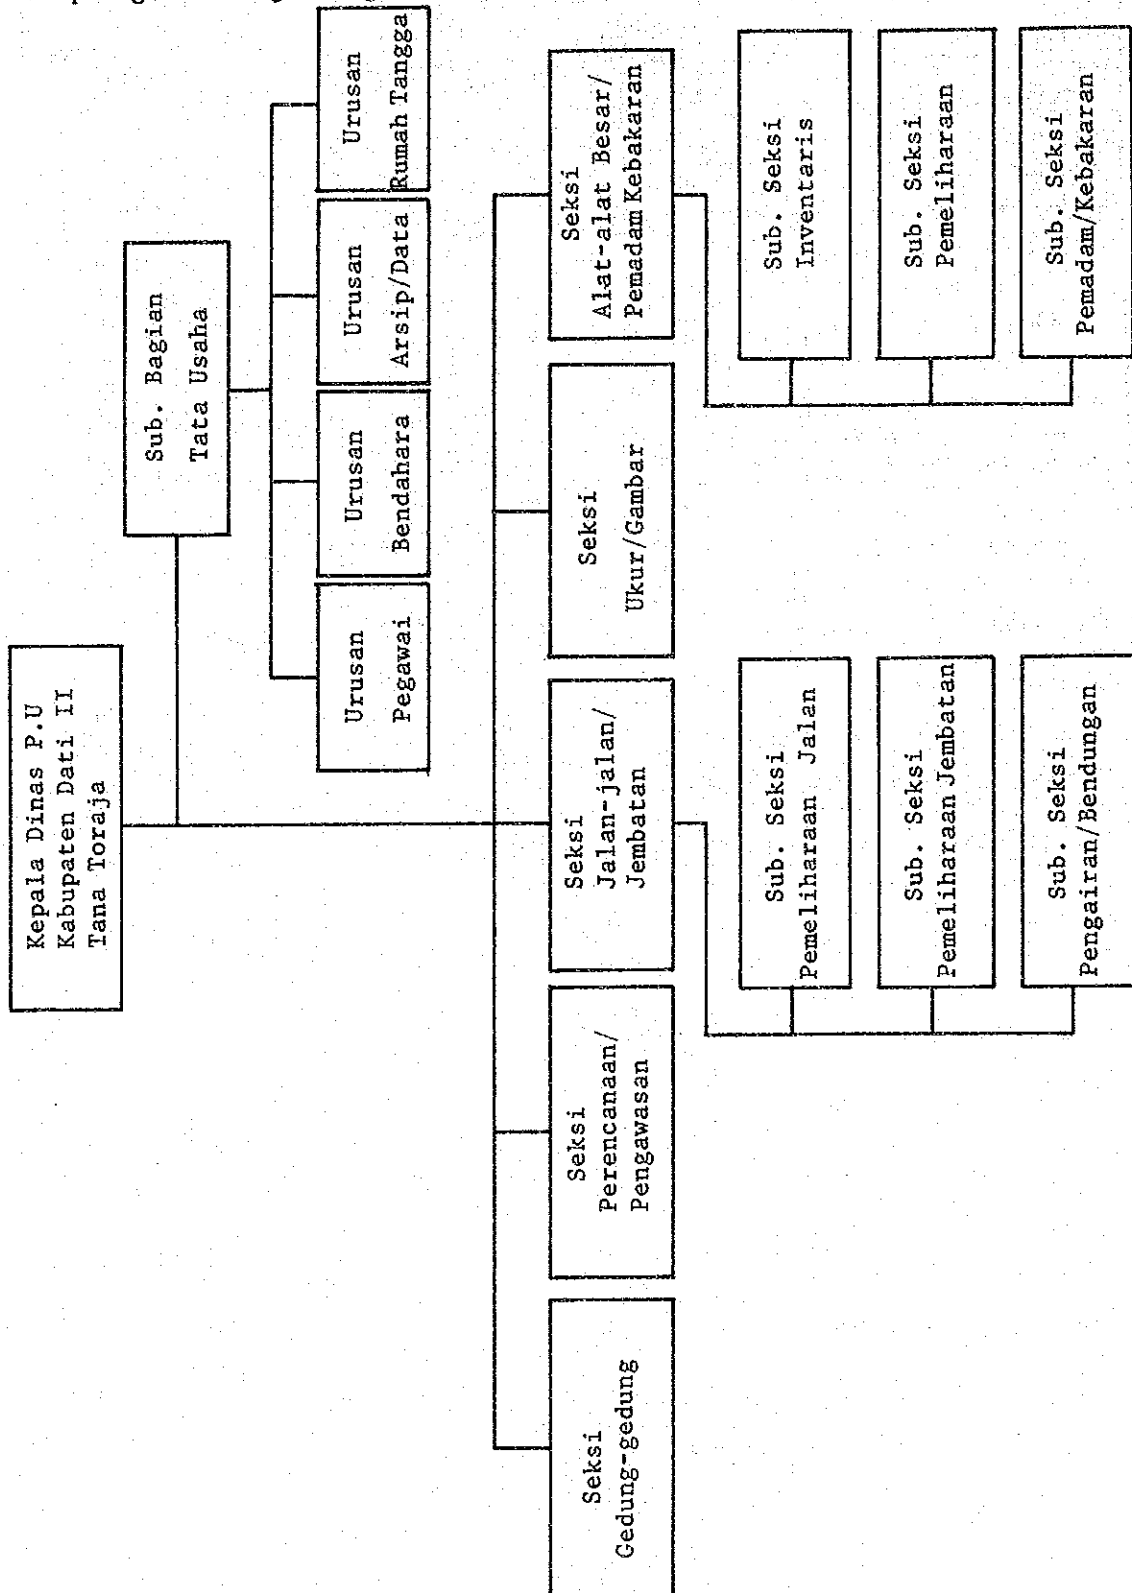 Kepala Dinas P.U
Kabupaten Dati II
Tana Toraja
Sub. Bagian
Tata Usaha
Urusan
Pegawai
Urusan
Bendahara
Urusan
Arsip/Data
Urusan
Rumah Tangga
Seksi
Gedung-gedung
Seksi
Perencanaan/
Pengawasan
Seksi
Jalan-jalan/
Jembatan
Seksi
Ukur/Gambar
Seksi
Alat-alat Besar/
Pemadam Kebakaran
Sub. Seksi
Pemeliharaan Jalan
Sub. Seksi
Pemeliharaan Jembatan
Sub. Seksi
Pengairan/Bendungan
Sub. Seksi
Inventaris
Sub. Seksi
Pemeliharaan
Sub. Seksi
Pemadam/Kebakaran